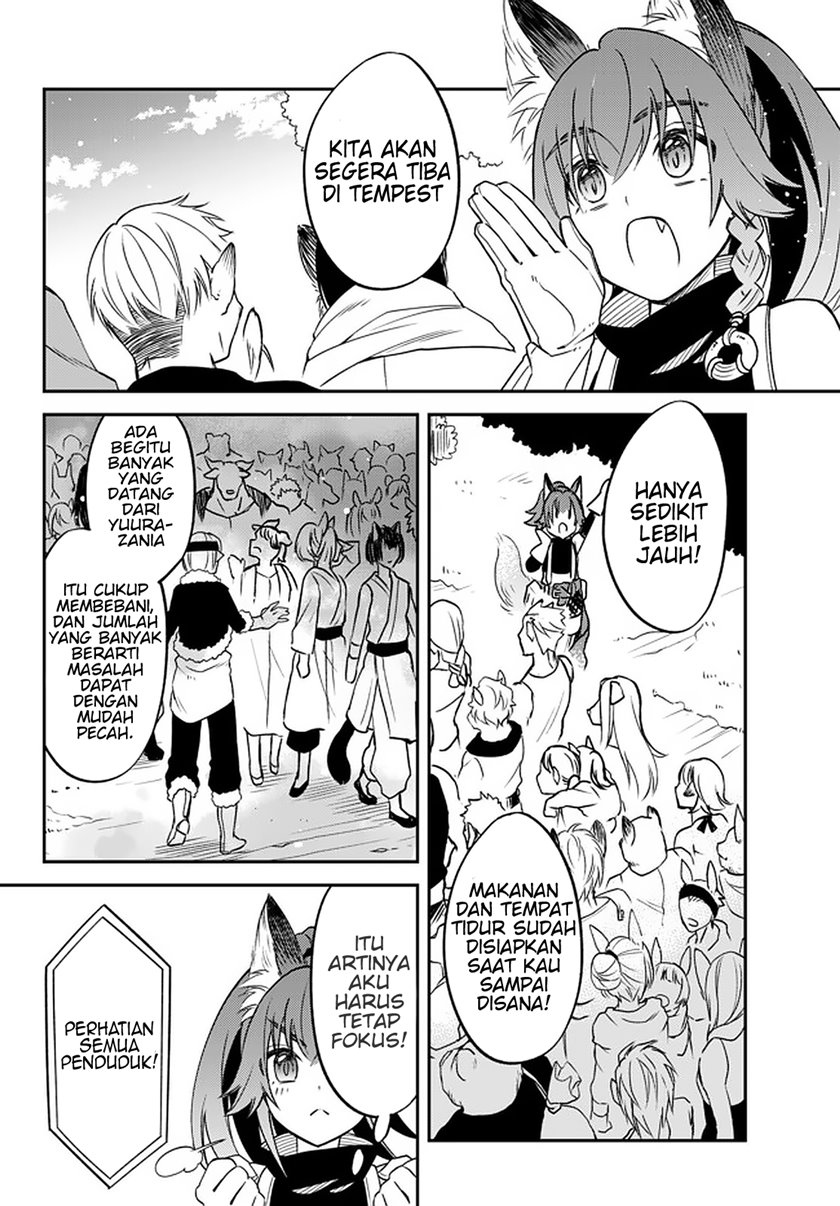 KITA AKAN
SEGERA TIBA
DI TEMPEST
HANYA
SEDIKIT
LEBIH
JAUH!
MAKANAN
DAN TEMPAT
TIDUR SUDAH
DISIAPKAN
SAAT KAU
SAMPAI
DISANA!
ADA
BEGITU
BANYAK
YANG
DATANG
DARI
YUURA-
ZANIA
ITU CUKUP
MEMBEBANI,
DAN JUMLAH
YANG BANYAK
BERARTI
MASALAH
DAPAT
DENGAN
MUDAH
PECAH.
ITU
ARTINYA
AKU
HARUS
TETAP
FOKUS!
PERHATIAN
SEMUA
PENDUDUK!